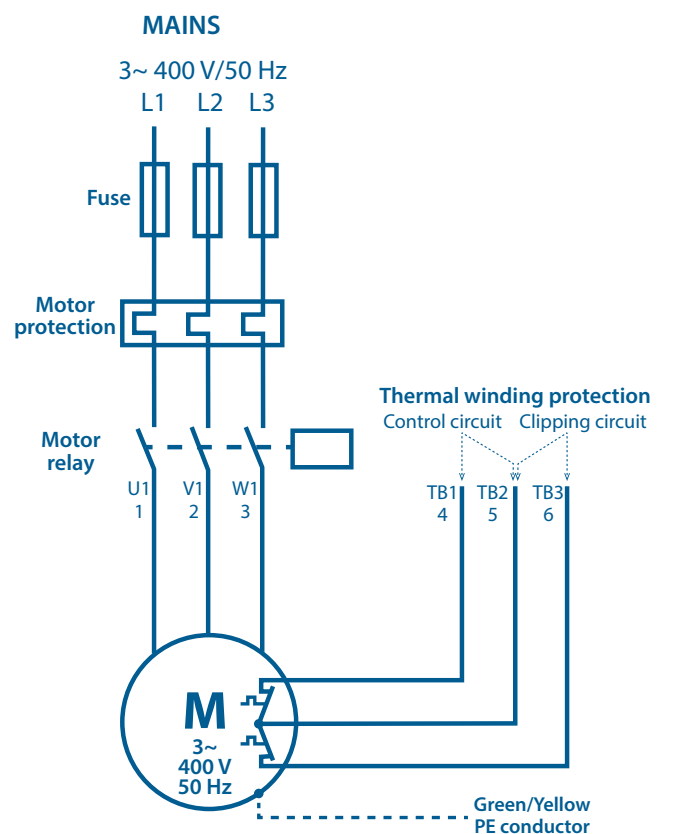 MAINS
3~ 400 V/50 Hz
L1 L2 L3
Fuse
Motor
protection
Thermal winding protection
Control circuit Clipping circuit
Motor
relay
U1 V1 W1
1 2 3
TB1 TB2 TB3
4 5 6
M
3~
400 V
50 Hz
Green/Yellow
PE conductor